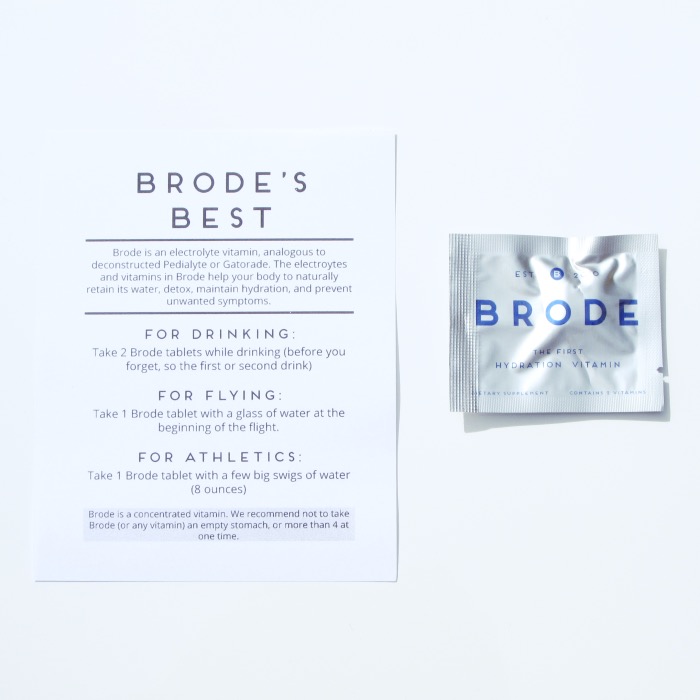 BRODE'S
BEST
Brode is an electrolyte vitamin, analogous to
deconstructed Pedialyte or Gatorade. The electroytes
and vitamins in Brode help your body to naturally
retain its water, detox, maintain hydration, and prevent
unwanted symptoms.
FOR DRINKING:
Take 2 Brode tablets while drinking (before you
forget, so the first or second drink)
FOR FLYING:
Take 1 Brode tablet with a glass of water at the
beginning of the flight.
FOR ATHLETICS:
Take 1 Brode tablet with a few big swigs of water
(8 ounces)
Brode is a concentrated vitamin. We recommend not to take
Brode (or any vitamin) an empty stomach, or more than 4 at
one time.
EST B
BRODE
THE FIRST
HYDRATION VITAMIN
DIETARY SUPPLEMENT CONTAINS 5 VITAMINS